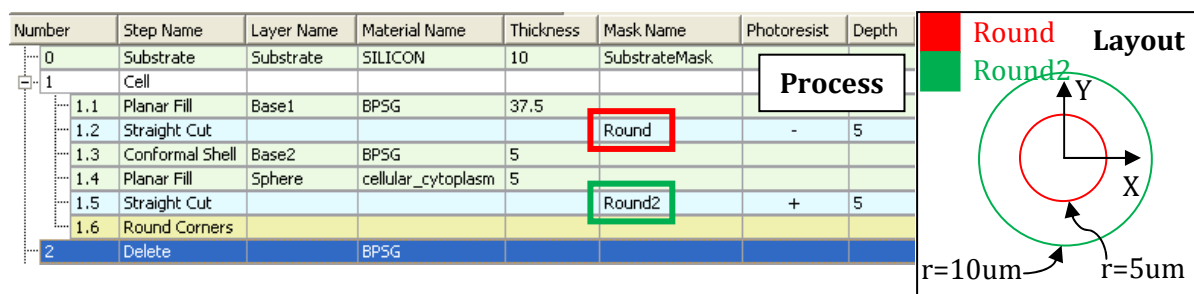 Number Step Name Layer Name Material Name Thickness Mask Name Photoresist Depth
0 Substrate Substrate SILICON 10 SubstrateMask
1 Cell
1.1 Planar Fill Base1 BPSG 37.5
1.2 Straight Cut Round - 5
1.3 Conformal Shell Base2 BPSG 5
1.4 Planar Fill Sphere cellular_cytoplasm 5
1.5 Straight Cut Round2 + 5
1.6 Round Corners
2 Delete BPSG
Process
Round
Layout
Round2
Y
X
r=10um
r=5um